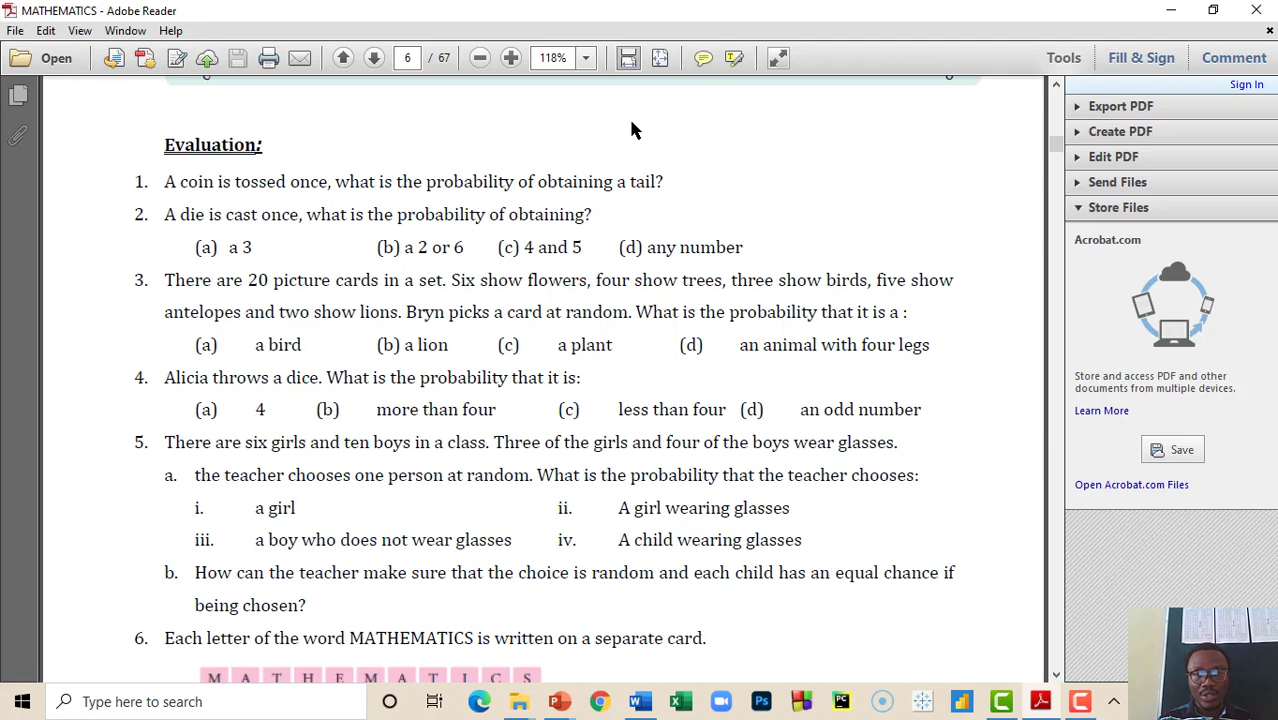 MATHEMATICS - Adobe Reader
File Edit View Window Help
Open 6 / 67 118% Tools Fill & Sign Comment
Sign In
Export PDF
Create PDF
Edit PDF
Send Files
Store Files
Acrobat.com
Store and access PDF and other
documents from multiple devices.
Learn More
Save
Open Acrobat.com Files
Evaluation:
1. A coin is tossed once, what is the probability of obtaining a tail?
2. A die is cast once, what is the probability of obtaining?
(a) a 3 (b) a 2 or 6 (c) 4 and 5 (d) any number
3. There are 20 picture cards in a set. Six show flowers, four show trees, three show birds, five show
antelopes and two show lions. Bryn picks a card at random. What is the probability that it is a :
(a) a bird (b) a lion (c) a plant (d) an animal with four legs
4. Alicia throws a dice. What is the probability that it is:
(a) 4 (b) more than four (c) less than four (d) an odd number
5. There are six girls and ten boys in a class. Three of the girls and four of the boys wear glasses.
a. the teacher chooses one person at random. What is the probability that the teacher chooses:
i. a girl ii. A girl wearing glasses
iii. a boy who does not wear glasses iv. A child wearing glasses
b. How can the teacher make sure that the choice is random and each child has an equal chance if
being chosen?
6. Each letter of the word MATHEMATICS is written on a separate card.
M A T H E M A T I C S
Type here to search